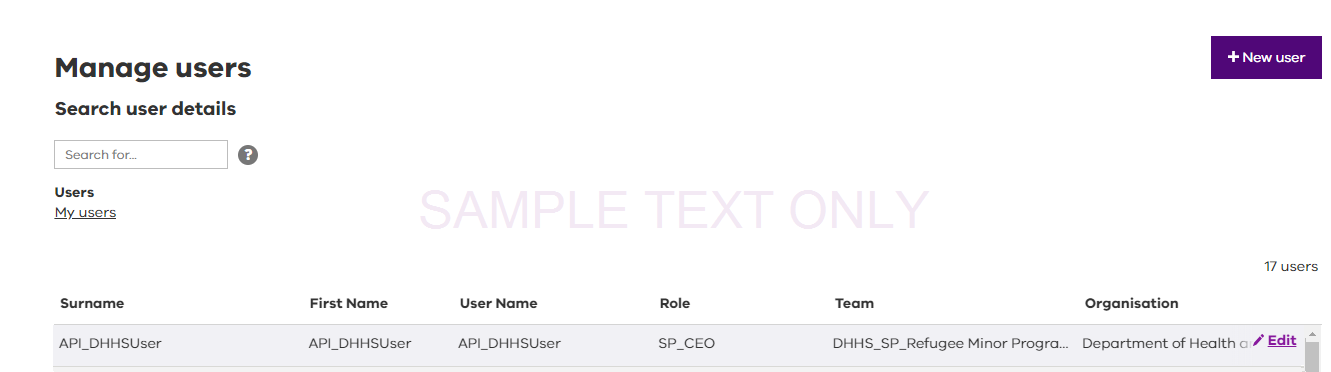 + New user
Manage users
Search user details
Search for...
?
Users
My users
SAMPLE TEXT ONLY
17 users
Surname First Name User Name Role Team Organisation
API_DHHSUser API_DHHSUser API_DHHSUser SP_CEO DHHS_SP_Refugee Minor Progra... Department of Health Edit